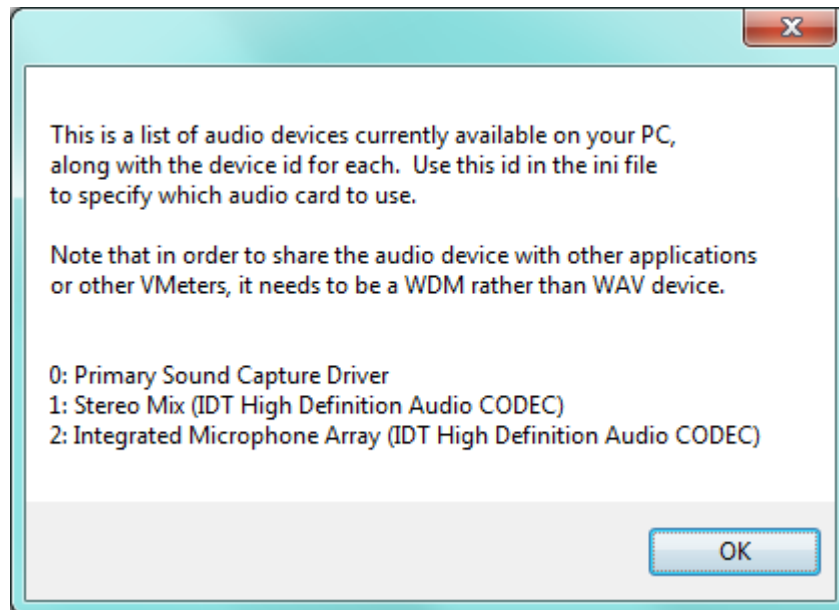 This is a list of audio devices currently available on your PC,
along with the device id for each.  Use this id in the ini file
to specify which audio card to use.
Note that in order to share the audio device with other applications
or other VMeters, it needs to be a WDM rather than WAV device.
0: Primary Sound Capture Driver
1: Stereo Mix (IDT High Definition Audio CODEC)
2: Integrated Microphone Array (IDT High Definition Audio CODEC)
OK